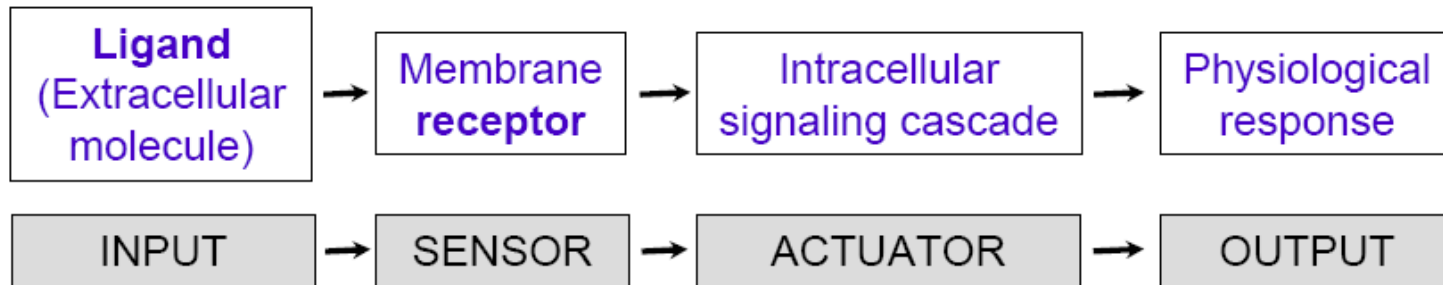 Ligand
(Extracellular
molecule)
Membrane
receptor
Intracellular
signaling cascade
Physiological
response
INPUT
SENSOR
ACTUATOR
OUTPUT